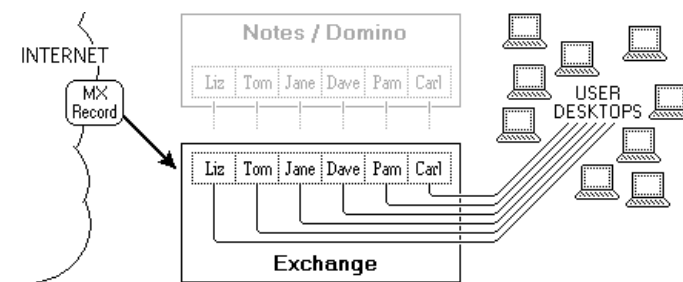 Notes / Domino
INTERNET
Liz Tom Jane Dave Pam Carl
MX
Record
USER
DESKTOPS
Liz Tom Jane Dave Pam Carl
Exchange